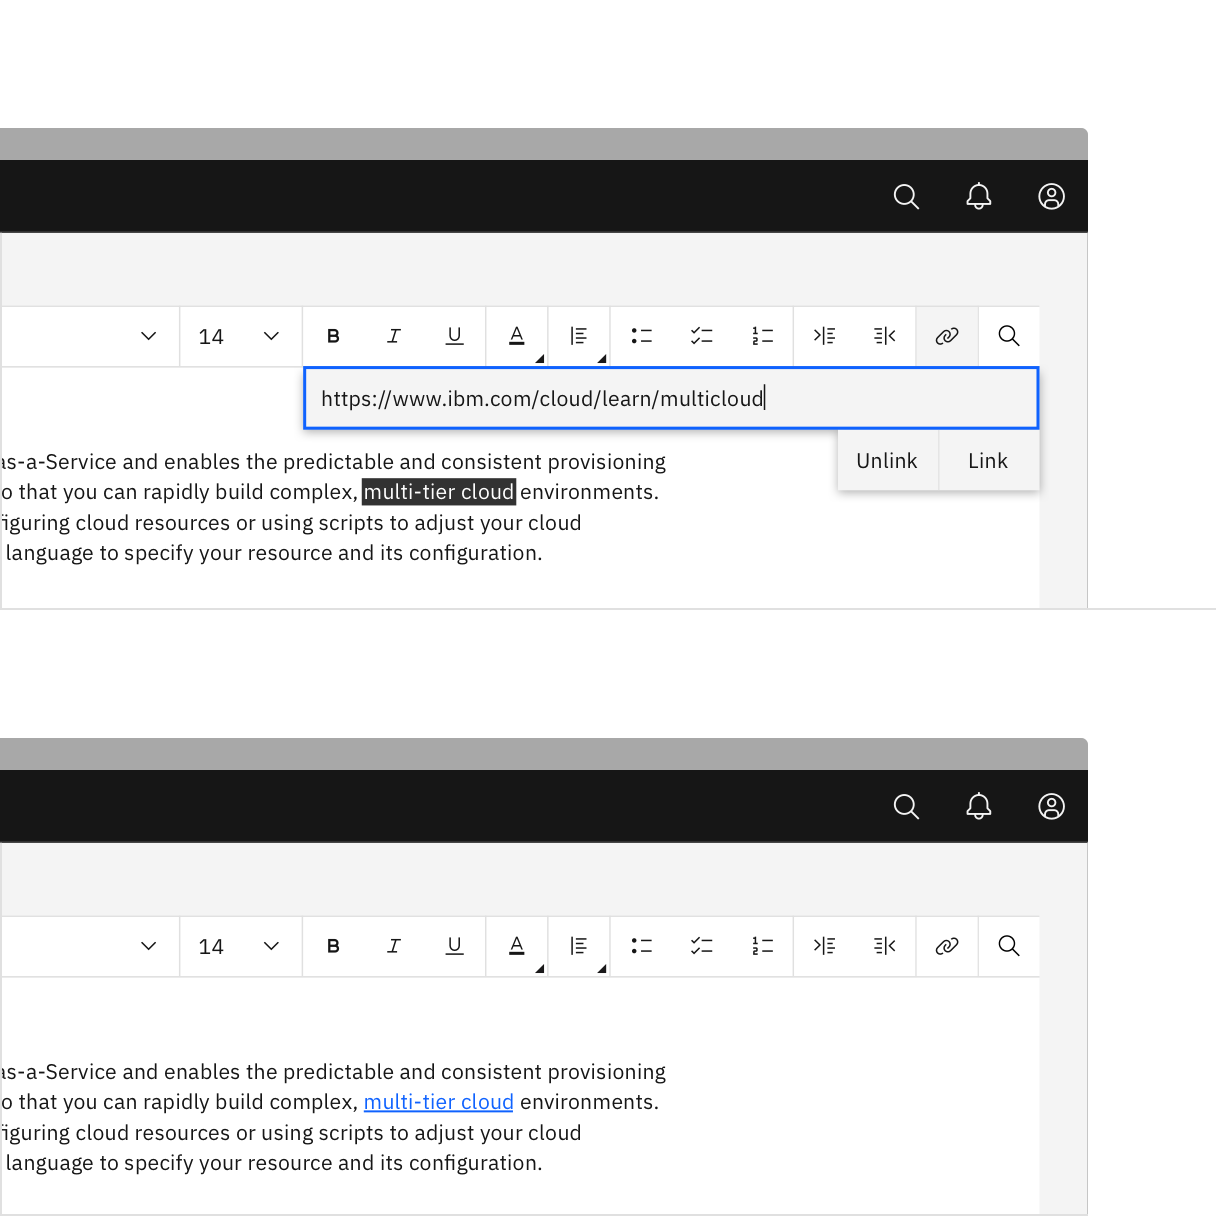 14 B I U A
https://www.ibm.com/cloud/learn/multicloud
Unlink Link
as-a-Service and enables the predictable and consistent provisioning
o that you can rapidly build complex, multi-tier cloud environments.
figuring cloud resources or using scripts to adjust your cloud
language to specify your resource and its configuration.
14 B I U A
as-a-Service and enables the predictable and consistent provisioning
o that you can rapidly build complex, multi-tier cloud environments.
figuring cloud resources or using scripts to adjust your cloud
language to specify your resource and its configuration.